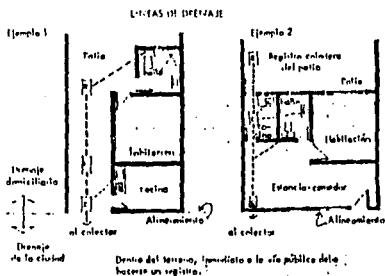 LINEAS DE DRENAJE
Ejemplo 1
Ejemplo 2
Patio
Registro coladera
del patio
Patio
Baño
Habitación
Habitación
Cocina
Estancia-comedor
Drenaje
domiciliario
Alineamiento
Alineamiento
al colector
al colector
Drenaje
de la ciudad
Dentro del terreno, inmediato a la vía pública debe
hacerse un registro.